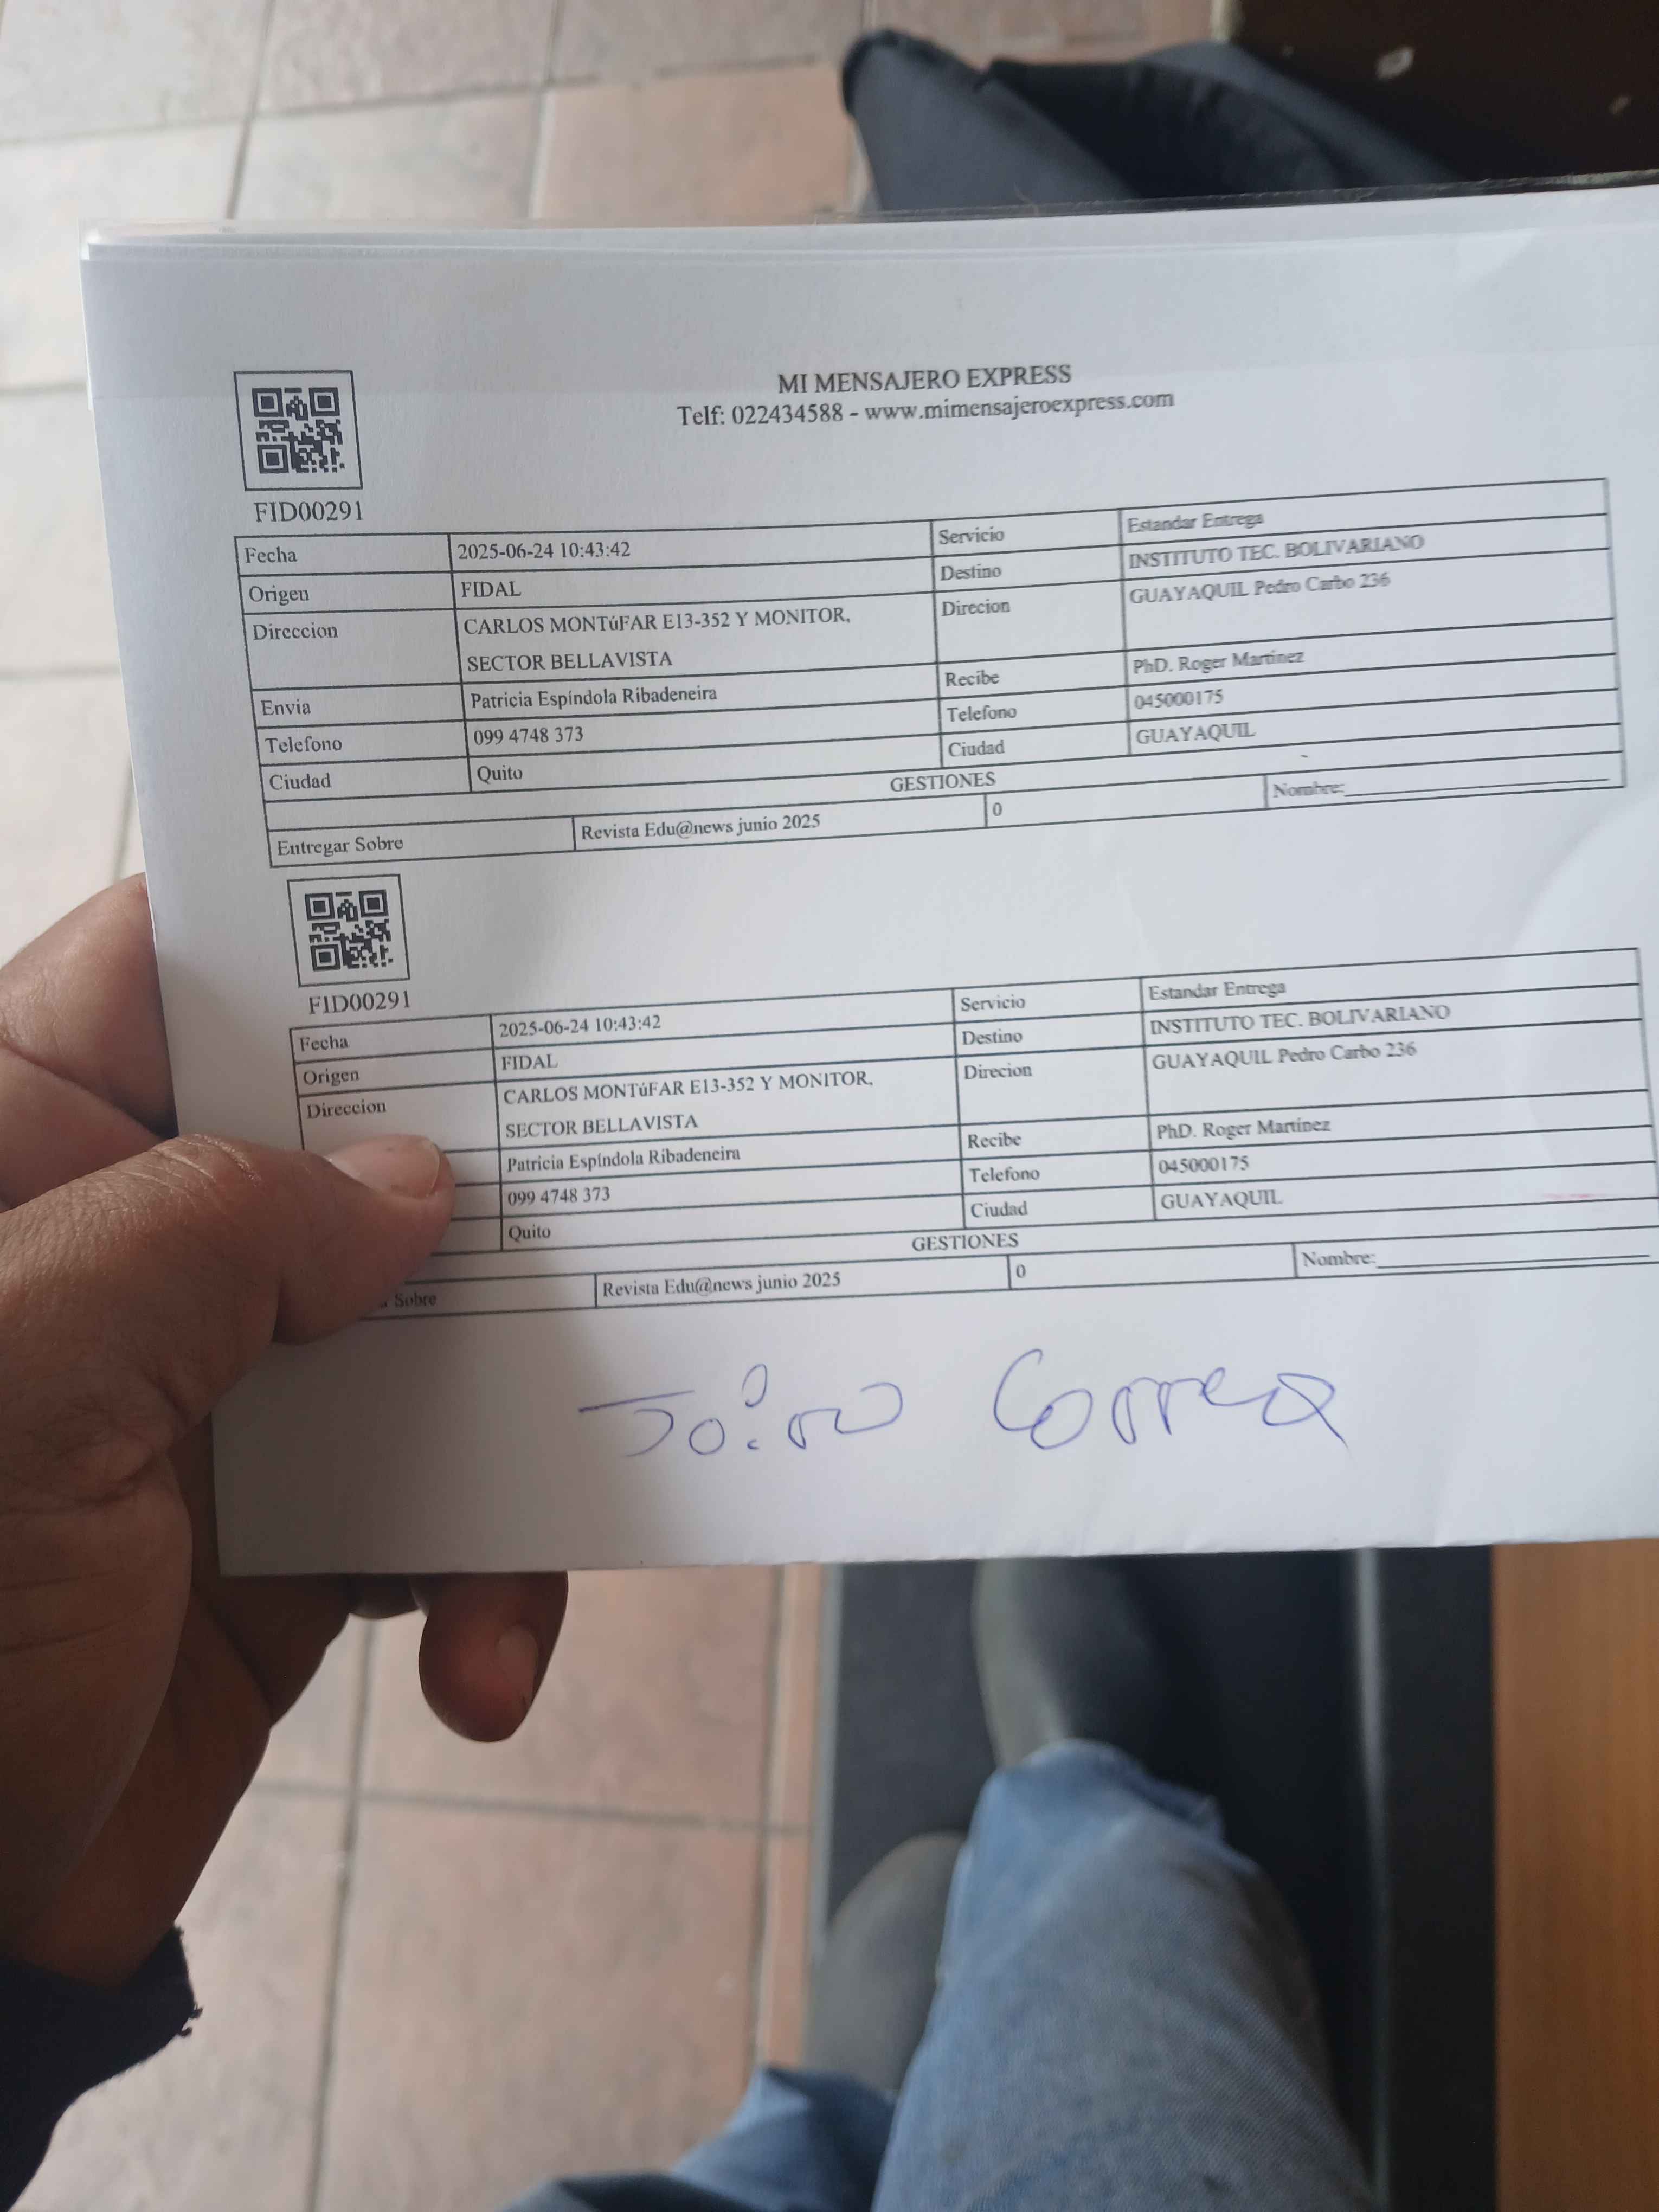 MI MENSAJERO EXPRESS
Telf: 022434588 - www.mimensajeroexpress.com
FID00291
Fecha 2025-06-24 10:43:42 Servicio Estandar Entrega
Origen FIDAL Destino INSTITUTO TEC. BOLIVARIANO
Direccion CARLOS MONTúFAR E13-352 Y MONITOR, Direcion GUAYAQUIL Pedro Carbo 236
SECTOR BELLAVISTA
Envia Patricia Espíndola Ribadeneira Recibe PhD. Roger Martinez
Telefono 099 4748 373 Telefono 045000175
Ciudad Quito Ciudad GUAYAQUIL
GESTIONES
Entregar Sobre Revista Edu@news junio 2025 0 Nombre:
FID00291
Fecha 2025-06-24 10:43:42 Servicio Estandar Entrega
Origen FIDAL Destino INSTITUTO TEC. BOLIVARIANO
Direccion CARLOS MONTúFAR E13-352 Y MONITOR, Direcion GUAYAQUIL Pedro Carbo 236
SECTOR BELLAVISTA
Patricia Espíndola Ribadeneira Recibe PhD. Roger Martinez
099 4748 373 Telefono 045000175
Quito Ciudad GUAYAQUIL
GESTIONES
Sobre Revista Edu@news junio 2025 0 Nombre:
Correa